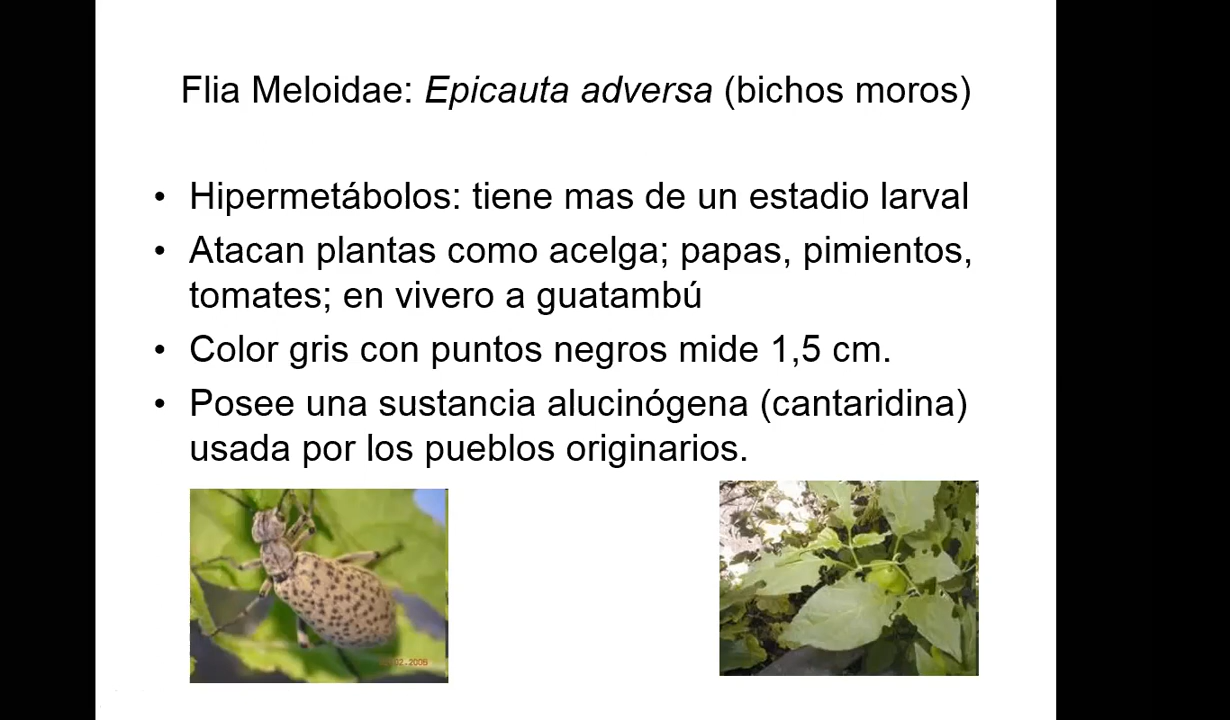 Flia Meloidae: Epicauta adversa (bichos moros)
• Hipermetábolos: tiene mas de un estadio larval
• Atacan plantas como acelga; papas, pimientos,
tomates; en vivero a guatambú
• Color gris con puntos negros mide 1,5 cm.
• Posee una sustancia alucinógena (cantaridina)
usada por los pueblos originarios.